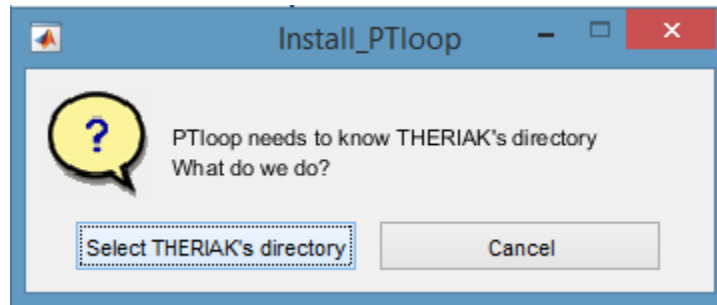 Install_PTloop
?
PTloop needs to know THERIAK's directory
What do we do?
Select THERIAK's directory
Cancel